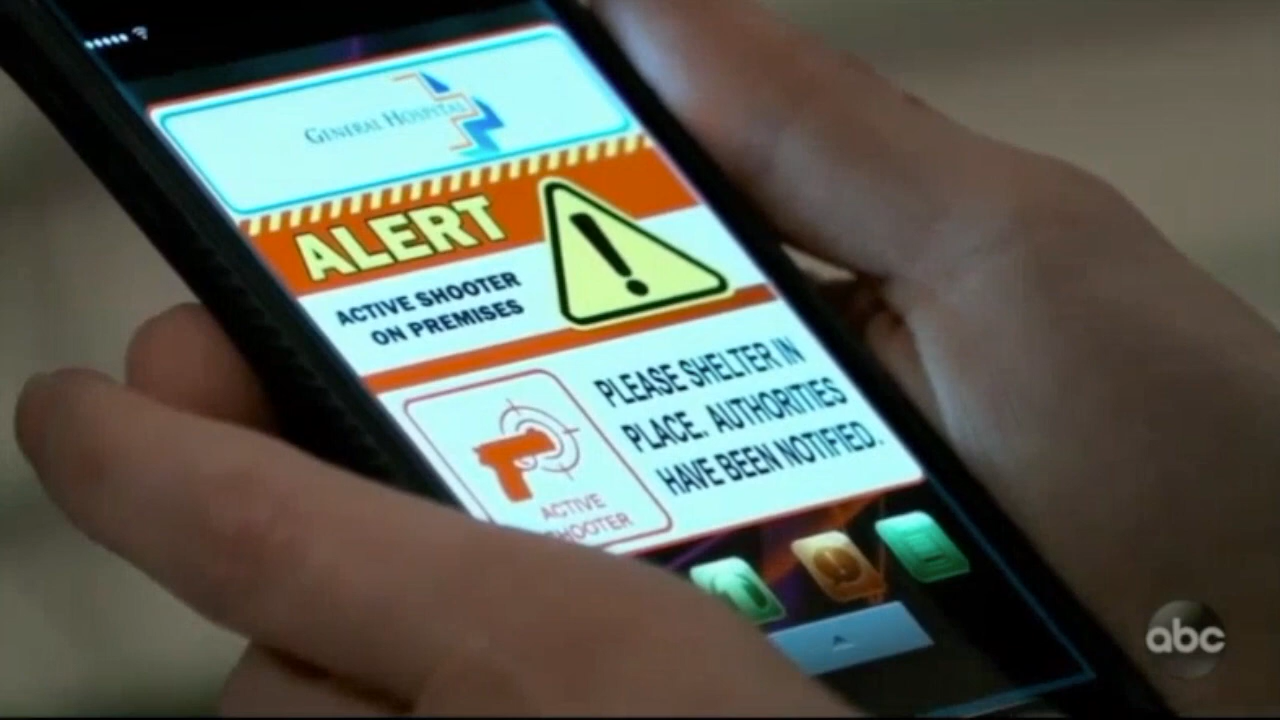 GENERAL HOSPITAL
ALERT
ACTIVE SHOOTER
ON PREMISES
PLEASE SHELTER IN
PLACE. AUTHORITIES
HAVE BEEN NOTIFIED.
ACTIVE
SHOOTER
abc